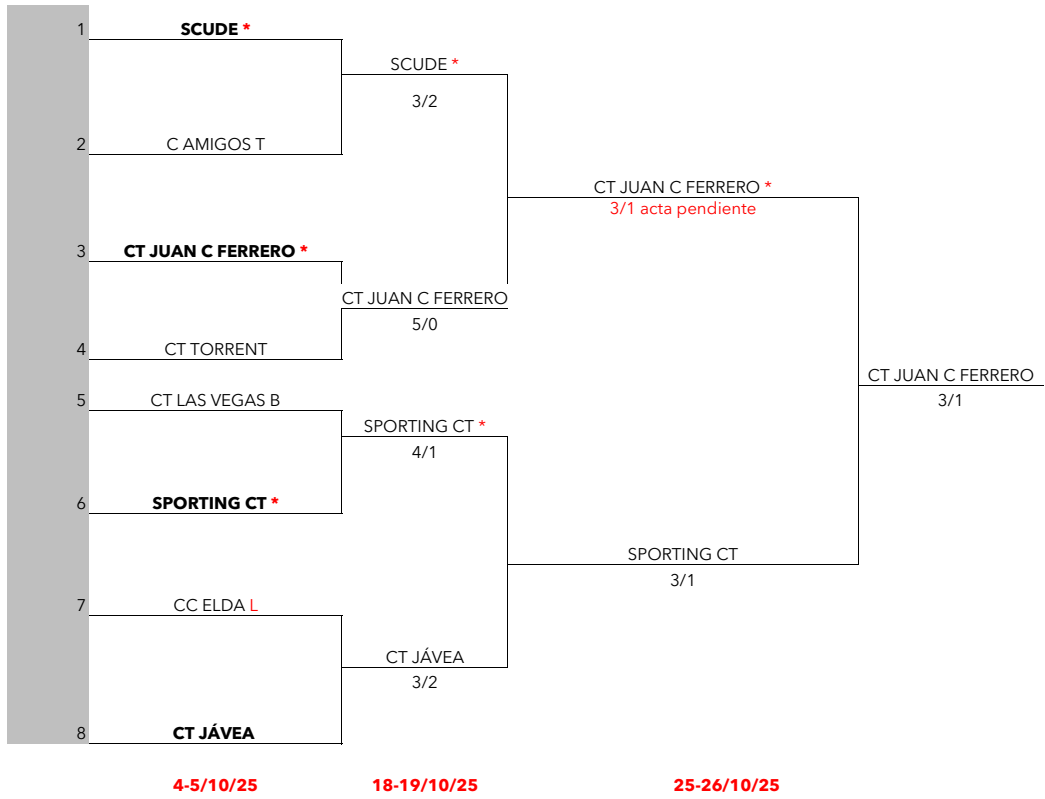 1 SCUDE *
SCUDE *
3/2
2 C AMIGOS T
CT JUAN C FERRERO *
3/1 acta pendiente
3 CT JUAN C FERRERO *
CT JUAN C FERRERO
5/0
4 CT TORRENT
CT JUAN C FERRERO
3/1
5 CT LAS VEGAS B
SPORTING CT *
4/1
6 SPORTING CT *
SPORTING CT
3/1
7 CC ELDA L
CT JÁVEA
3/2
8 CT JÁVEA
4-5/10/25 18-19/10/25 25-26/10/25